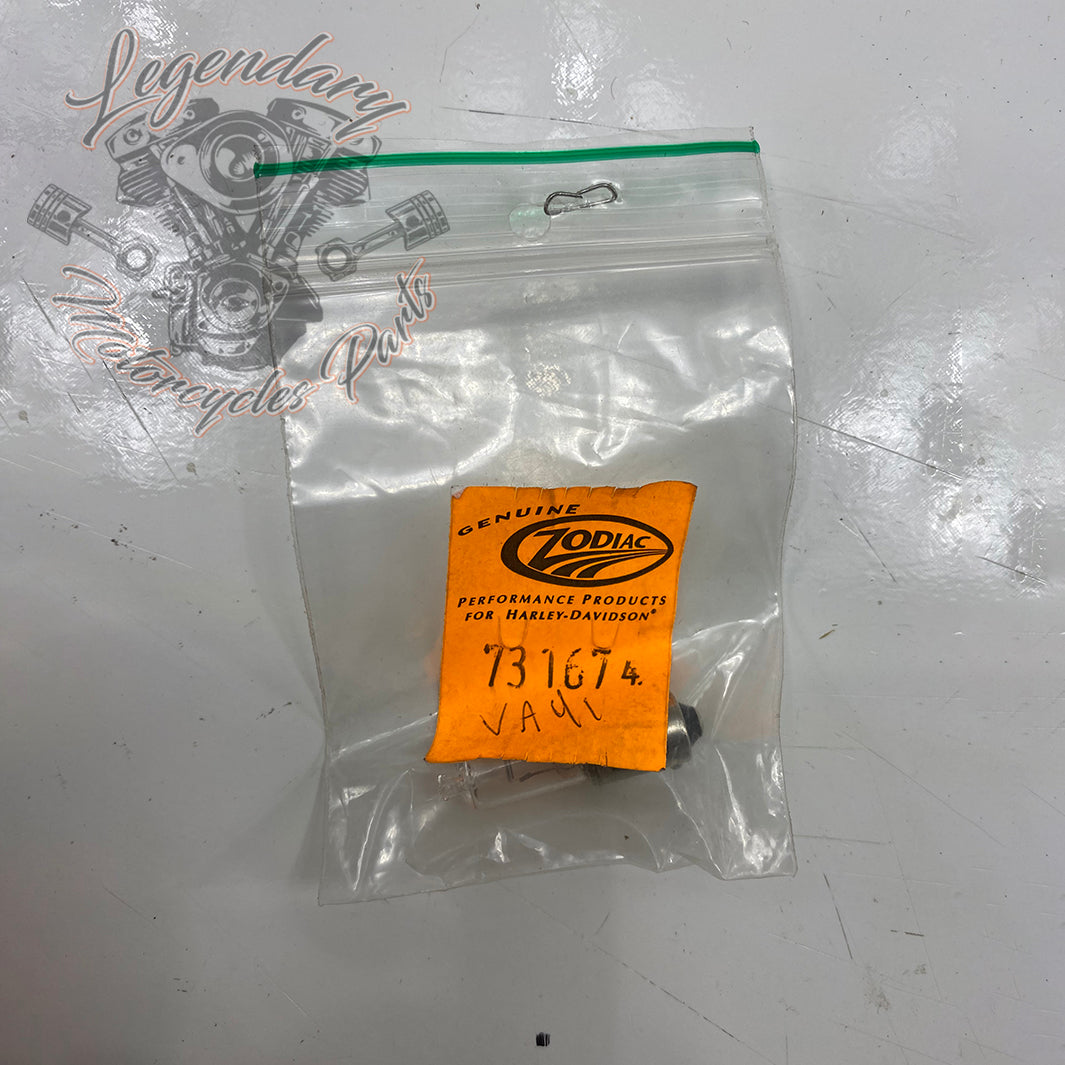 Legendary
Motorcycles Parts
GENUINE
ZODIAC
PERFORMANCE PRODUCTS
FOR HARLEY-DAVIDSON®
731674.